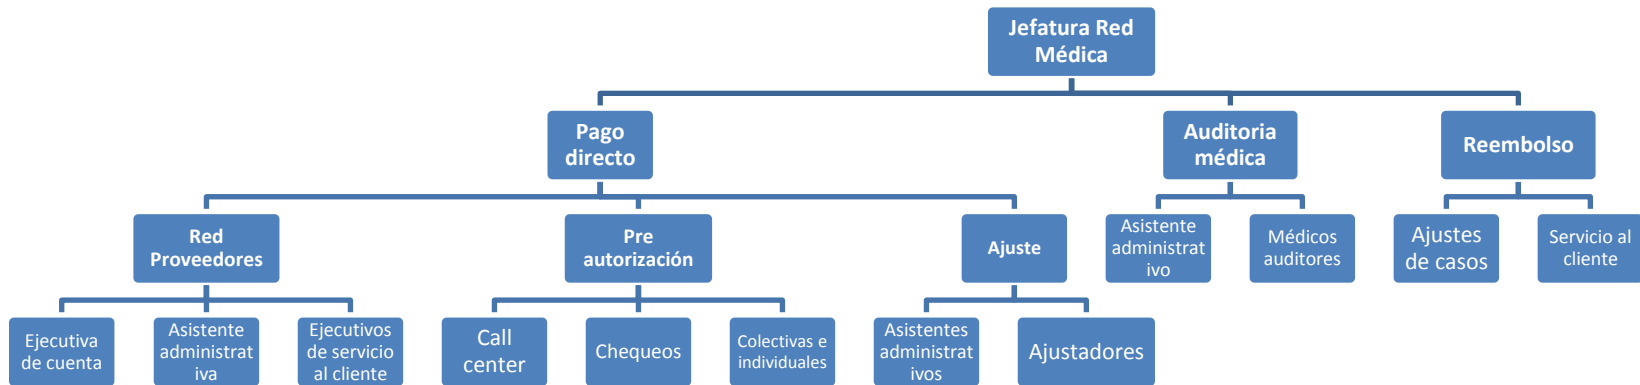 Jefatura Red
Médica
Pago
directo
Auditoria
médica
Reembolso
Red
Proveedores
Pre
autorización
Ajuste
Asistente
administrat
ivo
Médicos
auditores
Ajustes
de casos
Servicio al
cliente
Ejecutiva
de cuenta
Asistente
administrat
iva
Ejecutivos
de servicio
al cliente
Call
center
Chequeos
Colectivas e
individuales
Asistentes
administrat
ivos
Ajustadores